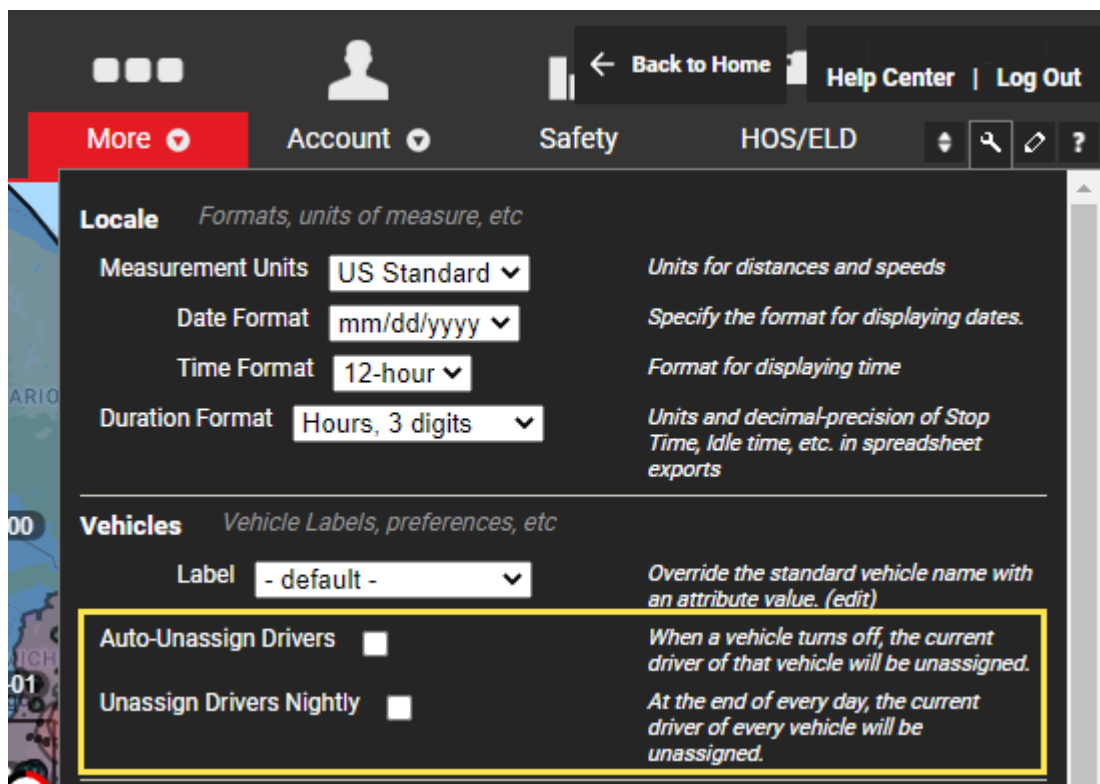 ← Back to Home
Help Center | Log Out
More Account Safety HOS/ELD ?
Locale Formats, units of measure, etc
Measurement Units US Standard Units for distances and speeds
Date Format mm/dd/yyyy Specify the format for displaying dates.
Time Format 12-hour Format for displaying time
Duration Format Hours, 3 digits Units and decimal-precision of Stop
Time, Idle time, etc. in spreadsheet
exports
ARIO
00
Vehicles Vehicle Labels, preferences, etc
Label - default - Override the standard vehicle name with
an attribute value. (edit)
Auto-Unassign Drivers When a vehicle turns off, the current
driver of that vehicle will be unassigned.
ICH
-01
Unassign Drivers Nightly At the end of every day, the current
driver of every vehicle will be
unassigned.